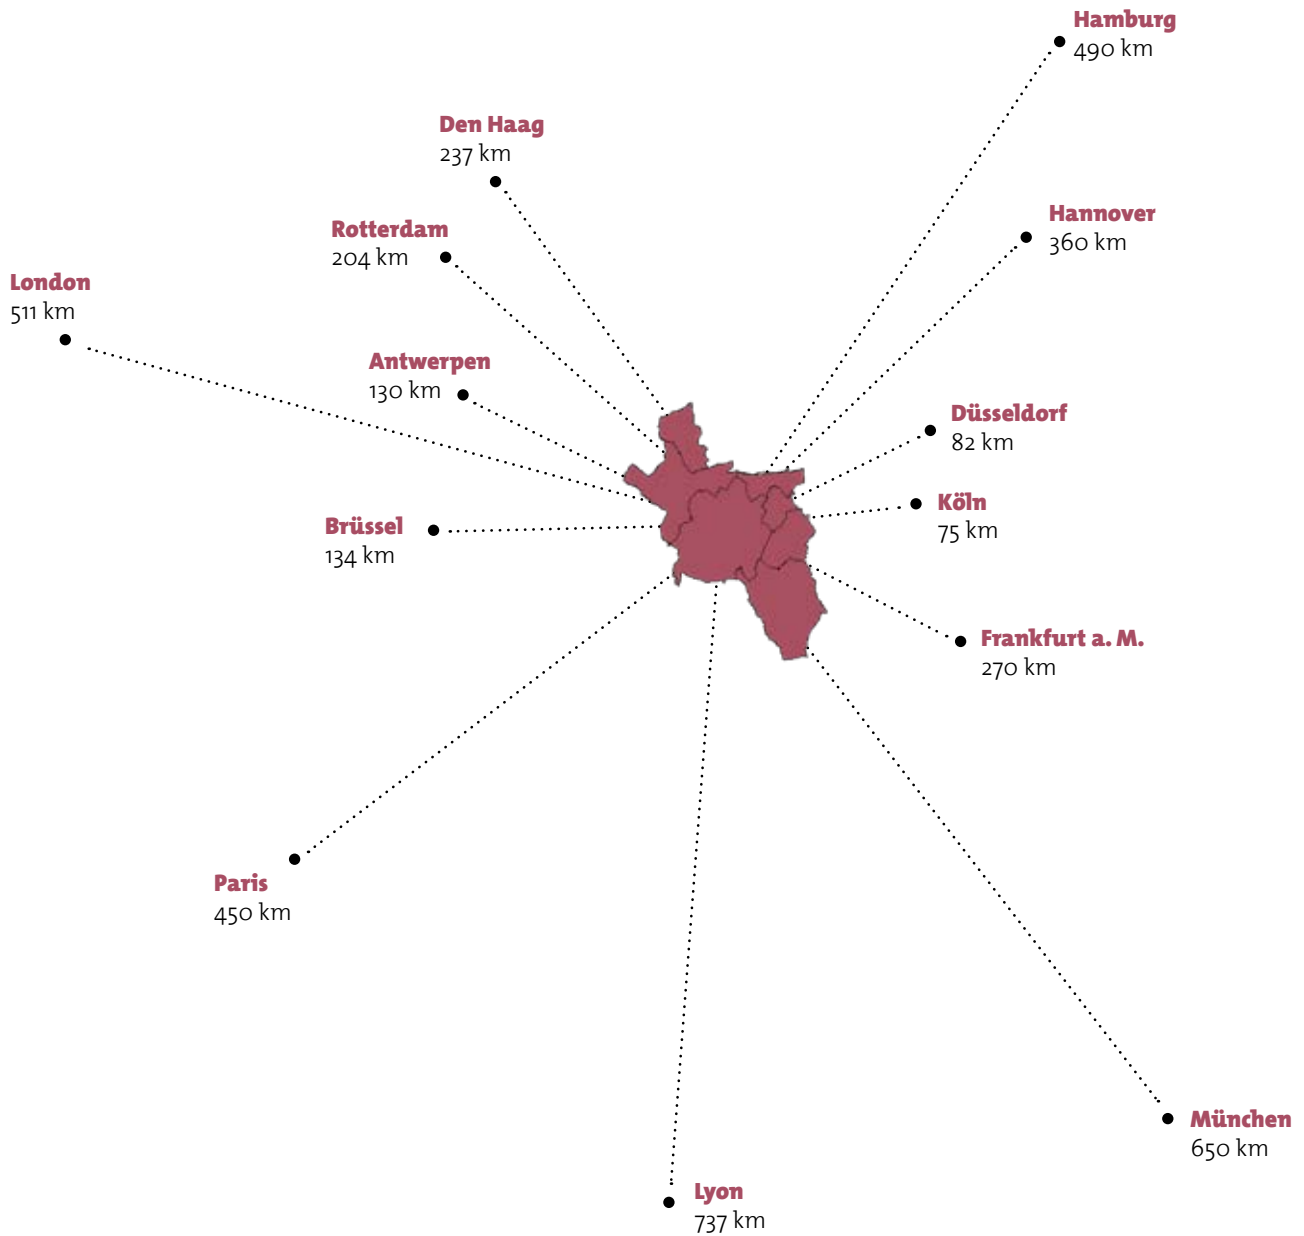 Hamburg
490 km
Den Haag
237 km
Hannover
360 km
Rotterdam
204 km
London
511 km
Antwerpen
130 km
Düsseldorf
82 km
Köln
75 km
Brüssel
134 km
Frankfurt a. M.
270 km
Paris
450 km
München
650 km
Lyon
737 km